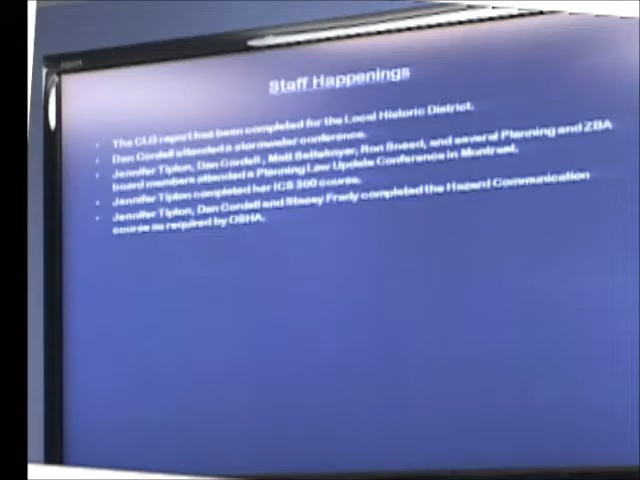 Staff Happenings
• The CLG report has been completed for the Local Historic District.
• Dan Cordell attended a stormwater conference.
• Jennifer Tipton, Dan Cordell , Matt Settlemyer, Ron Sneed, and several Planning and ZBA
board members attended a Planning Law Update Conference in Montreat.
• Jennifer Tipton completed her ICS 300 course.
• Jennifer Tipton, Dan Cordell and Stacey Frady completed the Hazard Communication
course as required by OSHA.